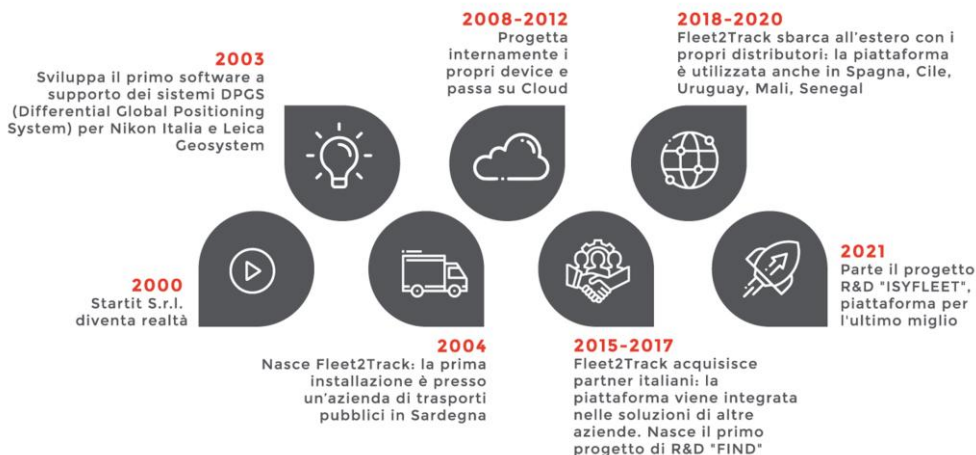 2000
Startit S.r.l.
diventa realtà
2003
Sviluppa il primo software a
supporto dei sistemi DPGS
(Differential Global Positioning
System) per Nikon Italia e Leica
Geosystem
2004
Nasce Fleet2Track: la prima
installazione è presso
un'azienda di trasporti
pubblici in Sardegna
2008-2012
Progetta
internamente i
propri device e
passa su Cloud
2015-2017
Fleet2Track acquisisce
partner italiani: la
piattaforma viene integrata
nelle soluzioni di altre
aziende. Nasce il primo
progetto di R&D "FIND"
2018-2020
Fleet2Track sbarca all'estero con i
propri distributori: la piattaforma
è utilizzata anche in Spagna, Cile,
Uruguay, Mali, Senegal
2021
Parte il progetto
R&D "ISYFLEET",
piattaforma per
l'ultimo miglio